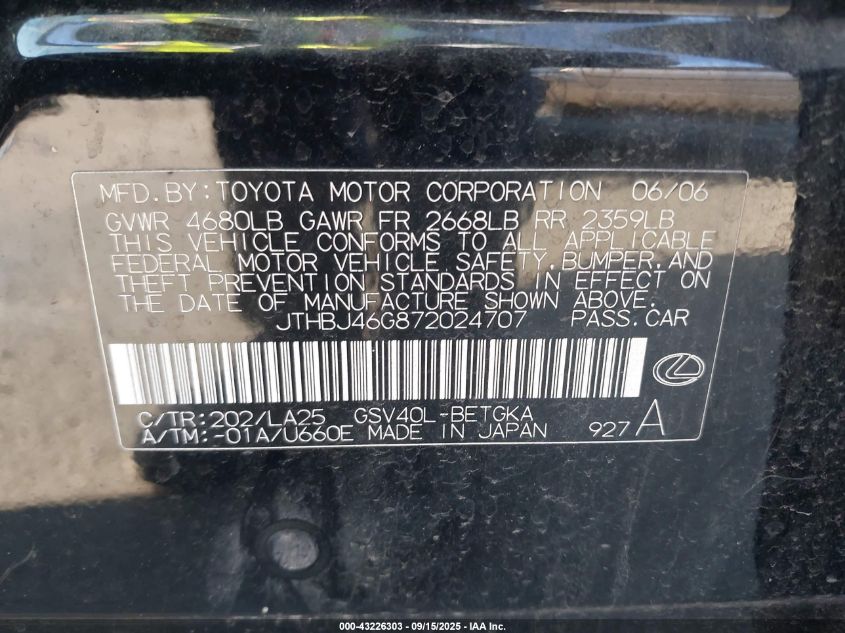 MFD. BY: TOYOTA MOTOR CORPORATION 06/06
GVWR 4680LB GAWR FR 2668LB RR 2359LB
THIS VEHICLE CONFORMS TO ALL APPLICABLE
FEDERAL MOTOR VEHICLE SAFETY, BUMPER, AND
THEFT PREVENTION STANDARDS IN EFFECT ON
THE DATE OF MANUFACTURE SHOWN ABOVE.
JTHBJ46G872024707 PASS. CAR
C/TR: 202/LA25 GSV40L-BETGKA
A/TM: -01A/U660E MADE IN JAPAN 927 A
000-43226303 - 09/15/2025 - IAA Inc.